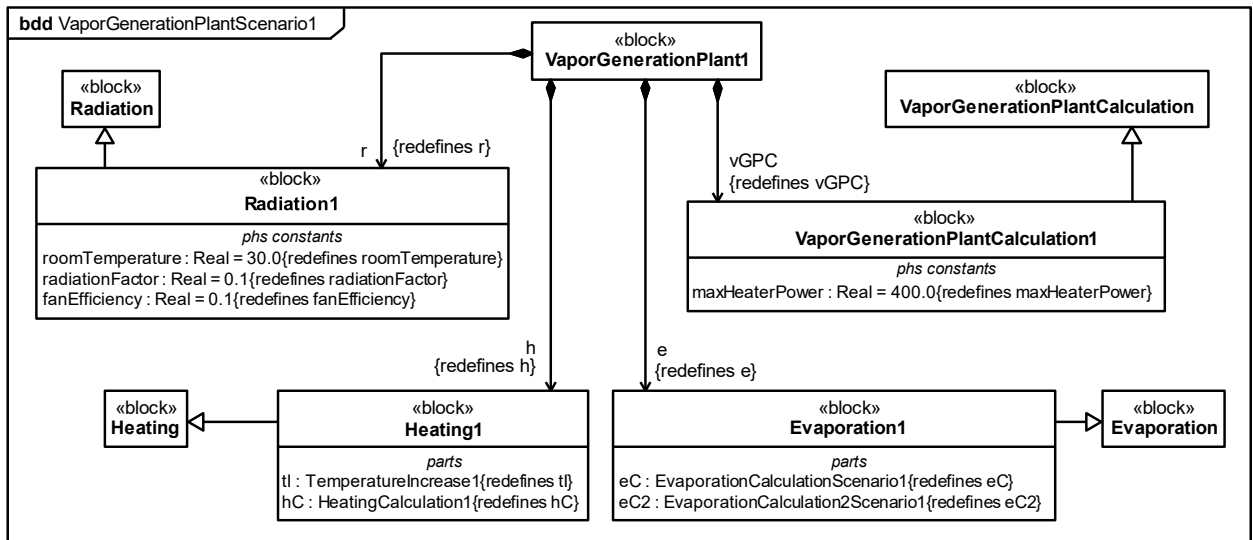 bdd VaporGenerationPlantScenario1
«block»
VaporGenerationPlant1
«block»
Radiation
«block»
VaporGenerationPlantCalculation
r
{redefines r}
vGPC
{redefines vGPC}
«block»
Radiation1
phs constants
roomTemperature : Real = 30.0{redefines roomTemperature}
radiationFactor : Real = 0.1{redefines radiationFactor}
fanEfficiency : Real = 0.1{redefines fanEfficiency}
«block»
VaporGenerationPlantCalculation1
phs constants
maxHeaterPower : Real = 400.0{redefines maxHeaterPower}
h
{redefines h}
e
{redefines e}
«block»
Heating
«block»
Heating1
parts
tI : TemperatureIncrease1{redefines tI}
hC : HeatingCalculation1{redefines hC}
«block»
Evaporation1
parts
eC : EvaporationCalculationScenario1{redefines eC}
eC2 : EvaporationCalculation2Scenario1{redefines eC2}
«block»
Evaporation